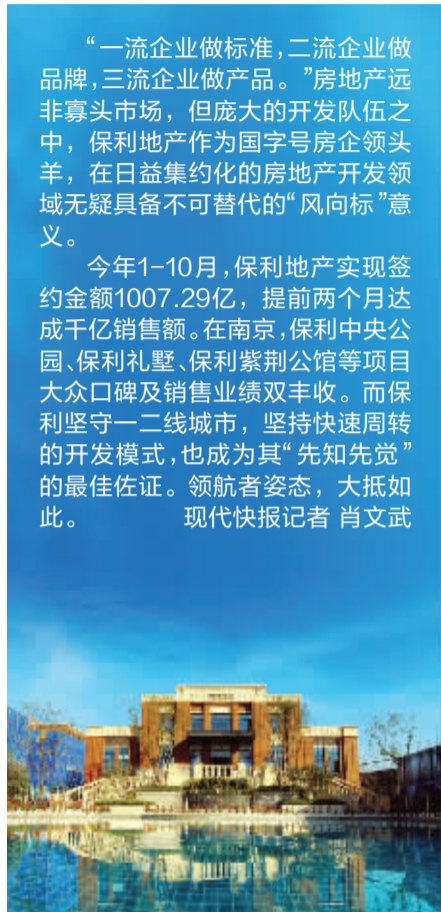 “一流企业做标准，二流企业做
品牌，三流企业做产品。”房地产远
非寡头市场，但庞大的开发队伍之
中，保利地产作为国字号房企领头
羊，在日益集约化的房地产开发领
域无疑具备不可替代的“风向标”意
义。
今年1-10月，保利地产实现签
约金额1007.29亿，提前两个月达
成千亿销售额。在南京，保利中央公
园、保利礼墅、保利紫荆公馆等项目
大众口碑及销售业绩双丰收。而保
利坚守一二线城市，坚持快速周转
的开发模式，也成为其“先知先觉”
的最佳佐证。领航者姿态，大抵如
此。 现代快报记者 肖文武